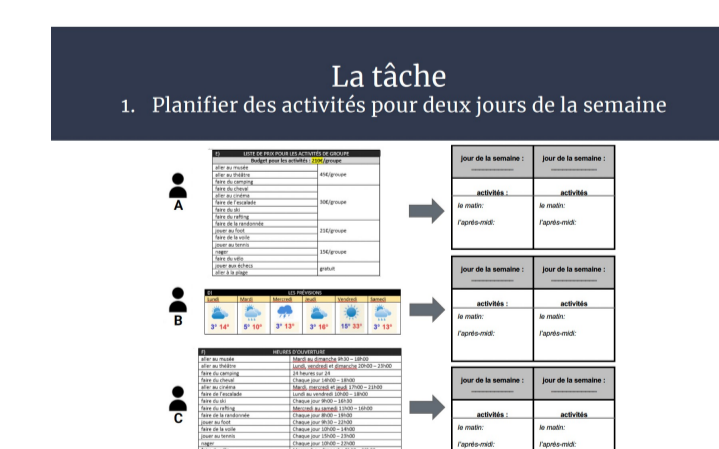 La tâche
1. Planifier des activités pour deux jours de la semaine
E) LISTE DE PRIX POUR LES ACTIVITÉS DE GROUPE
Budget pour les activités : 210€/groupe
aller au musée
aller au théâtre
faire du camping
45€/groupe
faire du cheval
aller au cinéma
faire de l'escalade
faire du ski
faire du rafting
30€/groupe
faire de la randonnée
jouer au foot
faire de la voile
21€/groupe
jouer au tennis
nager
faire du vélo
15€/groupe
jouer aux échecs
aller à la plage
gratuit
A
jour de la semaine :
jour de la semaine :
activités :
activités
le matin:
le matin:
l'après-midi:
l'après-midi:
B
D) LES PRÉVISIONS
Lundi Mardi Mercredi Jeudi Vendredi Samedi
3° 14° 5° 10° 3° 13° 3° 16° 15° 33° 3° 13°
jour de la semaine :
jour de la semaine :
activités :
activités
le matin:
le matin:
l'après-midi:
l'après-midi:
C
F) HEURES D'OUVERTURE
aller au musée Mardi au dimanche 9h30 – 18h00
aller au théâtre Lundi, vendredi et dimanche 20h00 – 23h00
faire du camping 24 heures sur 24
faire du cheval Chaque jour 14h00 – 16h00
aller au cinéma Mardi, mercredi et jeudi 17h00 – 21h00
faire de l'escalade Lundi au vendredi 10h00 – 18h00
faire du ski Chaque jour 9h00 – 16h30
faire du rafting Mercredi au samedi 11h00 – 16h00
faire de la randonnée Chaque jour 8h00 – 19h00
jouer au foot Chaque jour 9h30 – 22h00
faire de la voile Chaque jour 10h00 – 14h00
jouer au tennis Chaque jour 15h00 – 23h00
nager Chaque jour 10h00 – 22h00
jour de la semaine :
jour de la semaine :
activités :
activités
le matin:
le matin:
l'après-midi:
l'après-midi: